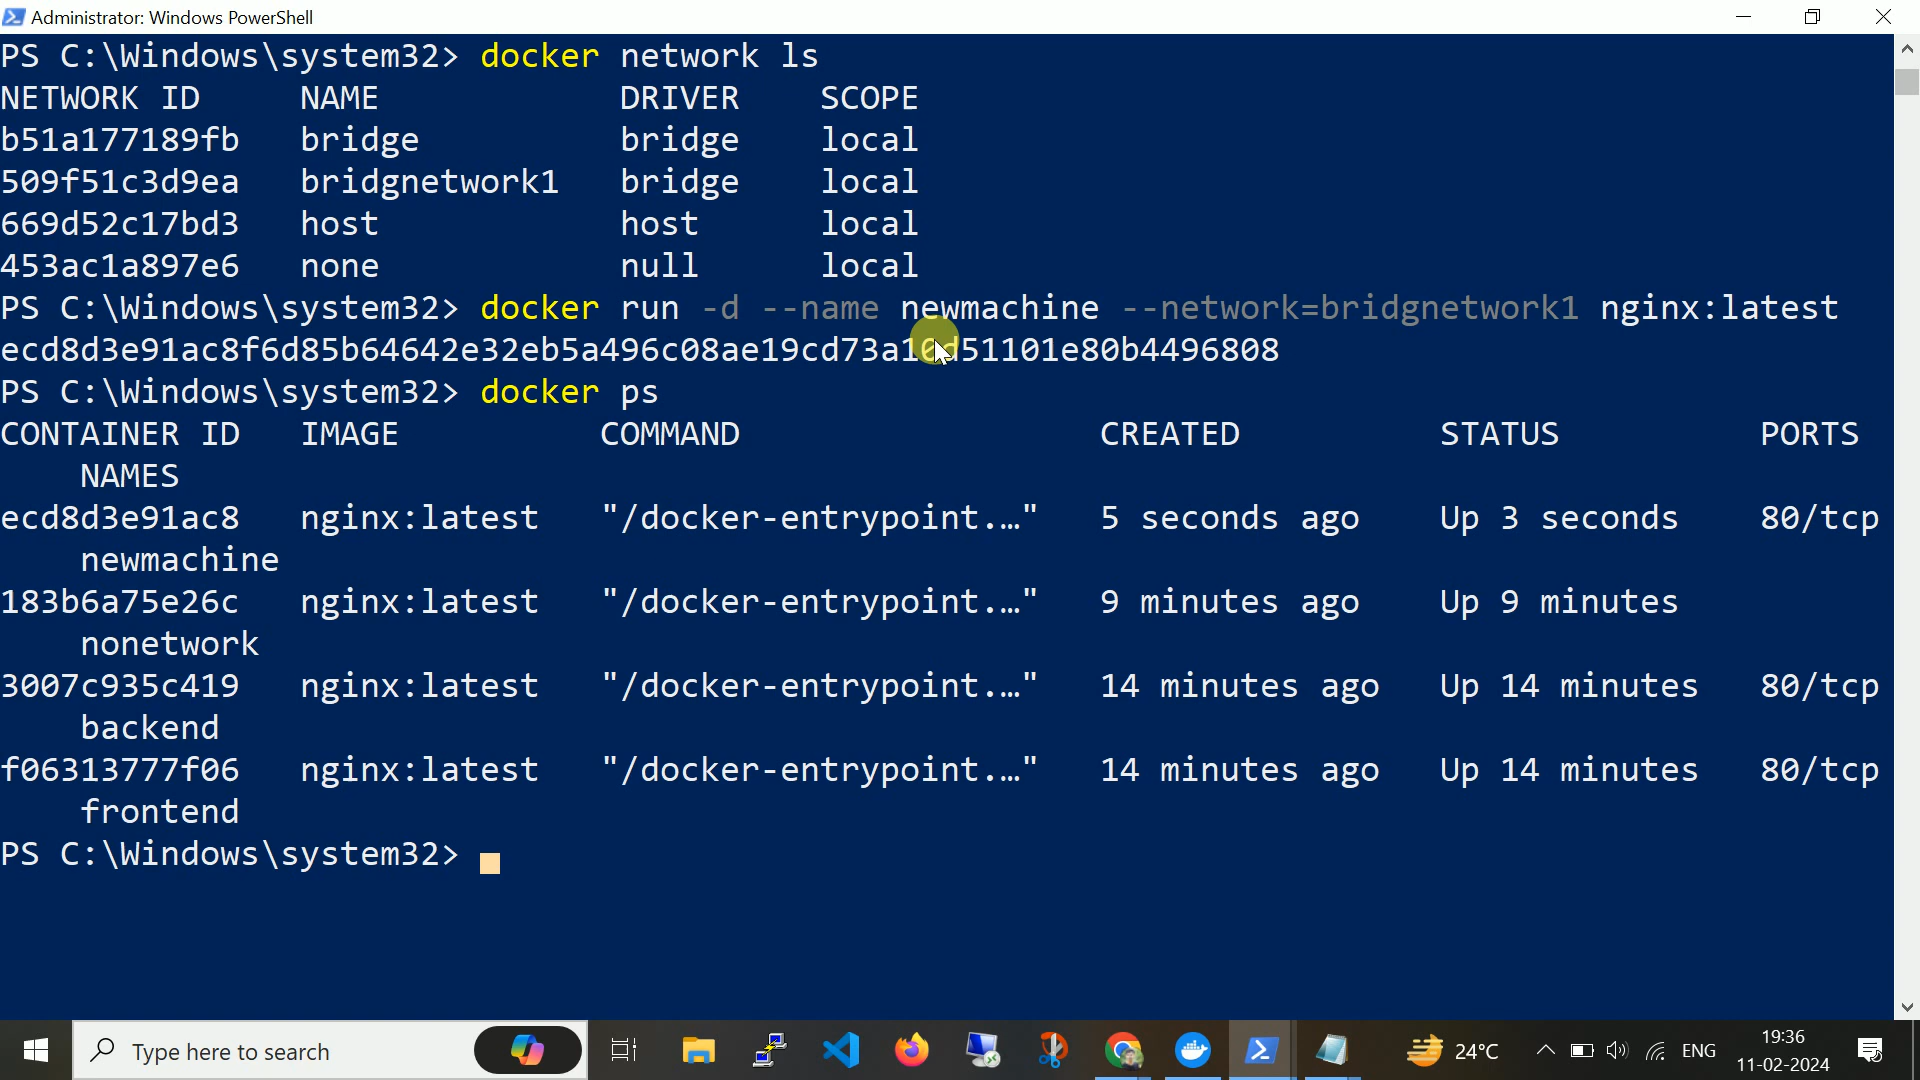 Administrator: Windows PowerShell
PS C:\Windows\system32> docker network ls
NETWORK ID NAME DRIVER SCOPE
b51a177189fb bridge bridge local
509f51c3d9ea bridgnetwork1 bridge local
669d52c17bd3 host host local
453ac1a897e6 none null local
PS C:\Windows\system32> docker run -d --name newmachine --network=bridgnetwork1 nginx:latest
ecd8d3e91ac8f6d85b64642e32eb5a496c08ae19cd73a10d51101e80b4496808
PS C:\Windows\system32> docker ps
CONTAINER ID IMAGE COMMAND CREATED STATUS PORTS
NAMES
ecd8d3e91ac8 nginx:latest "/docker-entrypoint.…" 5 seconds ago Up 3 seconds 80/tcp
newmachine
183b6a75e26c nginx:latest "/docker-entrypoint.…" 9 minutes ago Up 9 minutes
nonetwork
3007c935c419 nginx:latest "/docker-entrypoint.…" 14 minutes ago Up 14 minutes 80/tcp
backend
f06313777f06 nginx:latest "/docker-entrypoint.…" 14 minutes ago Up 14 minutes 80/tcp
frontend
PS C:\Windows\system32>
Type here to search
24°C
ENG
19:36
11-02-2024